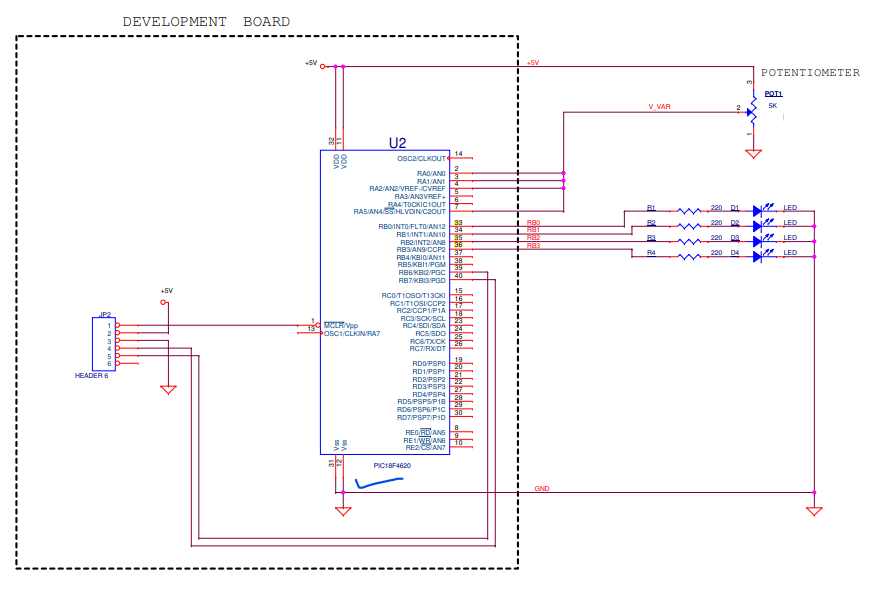 DEVELOPMENT BOARD
+5V
+5V
POTENTIOMETER
3
POT1
5K
2
1
V_VAR
32
11
U2
VDD
VDD
OSC2/CLKOUT 14
RA0/AN0 2
RA1/AN1 3
RA2/AN2/VREF-/CVREF 4
RA3/AN3VREF+ 5
RA4/T0CKIC1OUT 6
RA5/AN4/SS/HLVDIN/C2OUT 7
RB0/INT0/FLT0/AN12 33 RB0
RB1/INT1/AN10 34 RB1
RB2/INT2/AN8 35 RB2
RB3/AN9/CCP2 36 RB3
RB4/KBI0/AN11 37
RB5/KBI1/PGM 38
RB6/KBI2/PGC 39
RB7/KBI3/PGD 40
R1 220 D1 LED
R2 220 D2 LED
R3 220 D3 LED
R4 220 D4 LED
RC0/T1OSO/T13CKI 15
RC1/T1OSI/CCP2 16
RC2/CCP1/P1A 17
RC3/SCK/SCL 18
RC4/SDI/SDA 23
RC5/SDO 24
RC6/TX/CK 25
RC7/RX/DT 26
RD0/PSP0 19
RD1/PSP1 20
RD2/PSP2 21
RD3/PSP3 22
RD4/PSP4 27
RD5/PSP5/P1B 28
RD6/PSP6/P1C 29
RD7/PSP7/P1D 30
RE0/RD/AN5 8
RE1/WR/AN6 9
RE2/CS/AN7 10
+5V
JP2
1
2
3
4
5
6
HEADER 6
1 MCLR/Vpp
13 OSC1/CLKIN/RA7
Vss
Vss
31
12
PIC18F4620
GND